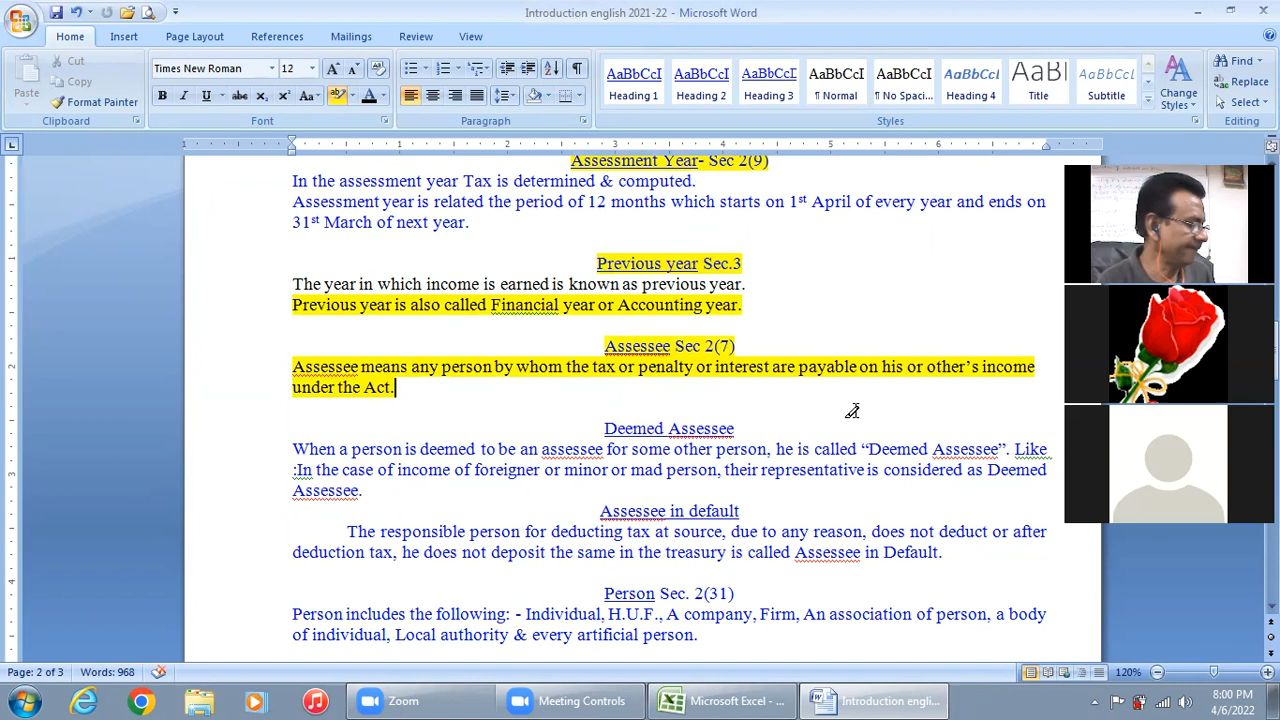 Introduction english 2021-22 - Microsoft Word
Home Insert Page Layout References Mailings Review View
Cut
Copy
Format Painter
Paste
Times New Roman 12
AaBbCcI AaBbCcI AaBbCcI AaBbCcI AaBbCcI AaBbCcI AaBl AaBbCcI
Heading 1 Heading 2 Heading 3 ¶ Normal ¶ No Spaci... Heading 4 Title Subtitle
Change Styles
Find
Replace
Select
Clipboard Font Paragraph Styles Editing
Assessment Year- Sec 2(9)
In the assessment year Tax is determined & computed.
Assessment year is related the period of 12 months which starts on 1st April of every year and ends on
31st March of next year.
Previous year Sec.3
The year in which income is earned is known as previous year.
Previous year is also called Financial year or Accounting year.
Assessee Sec 2(7)
Assessee means any person by whom the tax or penalty or interest are payable on his or other’s income
under the Act.
Deemed Assessee
When a person is deemed to be an assessee for some other person, he is called “Deemed Assessee”. Like
:In the case of income of foreigner or minor or mad person, their representative is considered as Deemed
Assessee.
Assessee in default
The responsible person for deducting tax at source, due to any reason, does not deduct or after
deduction tax, he does not deposit the same in the treasury is called Assessee in Default.
Person Sec. 2(31)
Person includes the following: - Individual, H.U.F., A company, Firm, An association of person, a body
of individual, Local authority & every artificial person.
Page: 2 of 3 Words: 968 120%
Zoom Meeting Controls Microsoft Excel - ... Introduction engli...
8:00 PM
4/6/2022